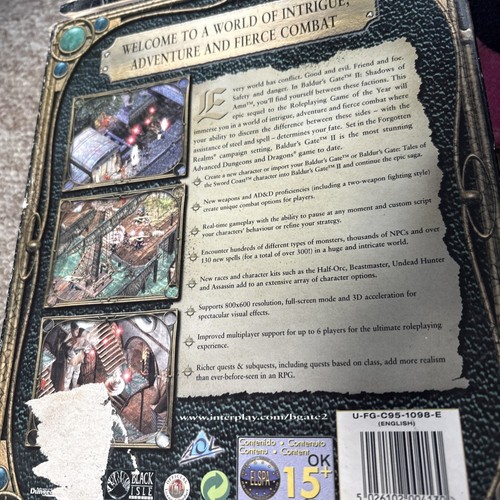 WELCOME TO A WORLD OF INTRIGUE,
ADVENTURE AND FIERCE COMBAT
Every world has conflict. Good and evil. Friend and foe.
Safety and danger. In Baldur's Gate™ II: Shadows of
Amn™, you'll find yourself between these factions. This
epic sequel to the Roleplaying Game of the Year will
immerse you in a world of intrigue, adventure and fierce combat where
your ability to discern the difference between these sides – with the
assistance of steel and spell – determines your fate. Set in the Forgotten
Realms® campaign setting, Baldur's Gate™ II is the most stunning
Advanced Dungeons and Dragons® game to date.
Create a new character or import your Baldur's Gate™ or Baldur's Gate: Tales of
the Sword Coast™ character into Baldur's Gate™ II and continue the epic saga.
New weapons and AD&D proficiencies (including a two-weapon fighting style)
create unique combat options for players.
Real-time gameplay with the ability to pause at any moment and custom script
your characters' behaviour or refine your strategy.
Encounter hundreds of different types of monsters, thousands of NPCs and over
130 new spells (for a total of over 300!) in a huge and intricate world.
New races and character kits such as the Half-Orc, Beastmaster, Undead Hunter
and Assassin add to an extensive array of character options.
Supports 800x600 resolution, full-screen mode and 3D acceleration for
spectacular visual effects.
Improved multiplayer support for up to 6 players for the ultimate roleplaying
experience.
Richer quests & subquests, including quests based on class, add more realism
than ever-before-seen in an RPG.
www.interplay.com/bgate2
U-FG-C95-1098-E
(ENGLISH)
Contenido • Contenuto
Contenu • Content
ELSPA
OK
15+
BLACK
ISLE